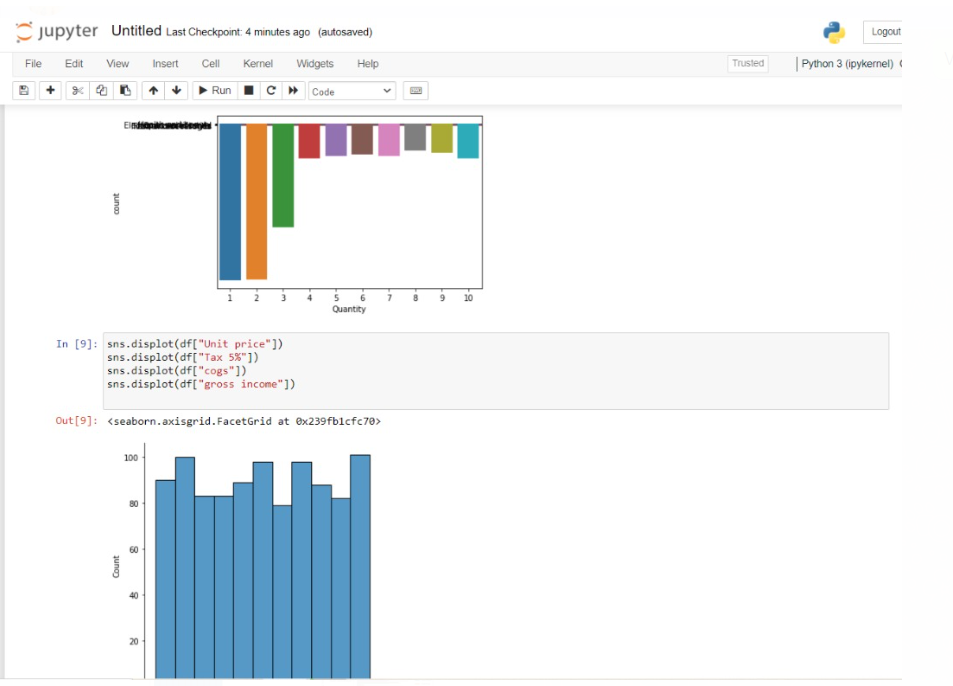 jupyter Untitled Last Checkpoint: 4 minutes ago (autosaved)
Logout
File Edit View Insert Cell Kernel Widgets Help
Trusted
Python 3 (ipykernel)
Run
Code
count
1 2 3 4 5 6 7 8 9 10
Quantity
In [9]: sns.displot(df["Unit price"])
sns.displot(df["Tax 5%"])
sns.displot(df["cogs"])
sns.displot(df["gross income"])
Out[9]: <seaborn.axisgrid.FacetGrid at 0x239fb1cfc70>
100
80
60
Count
40
20